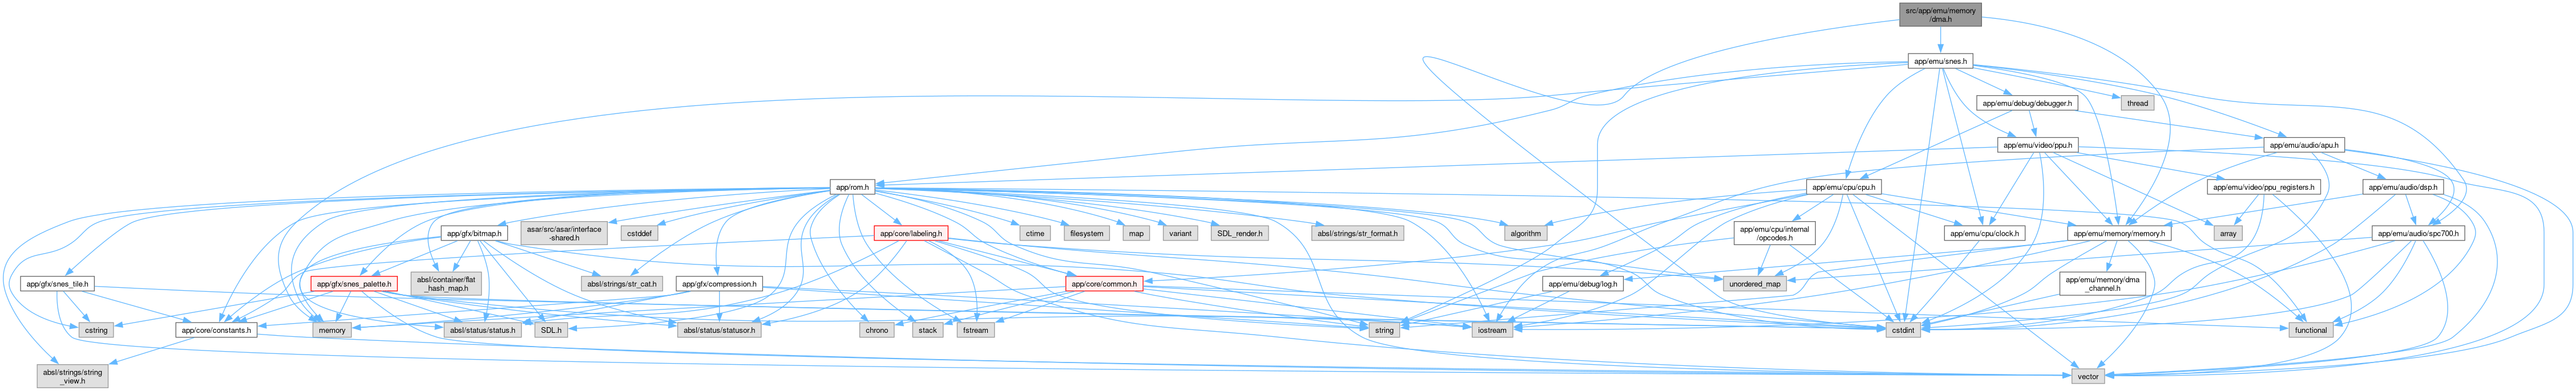 src/app/emu/memory
/dma.h
app/emu/snes.h
app/emu/debug/debugger.h
thread
app/emu/video/ppu.h
app/emu/audio/apu.h
app/rom.h
app/emu/cpu/cpu.h
app/emu/video/ppu_registers.h
app/emu/audio/dsp.h
app/gfx/bitmap.h
asar/src/asar/interface
-shared.h
cstddef
app/core/labeling.h
ctime
filesystem
map
variant
SDL_render.h
absl/strings/str_format.h
algorithm
app/emu/cpu/internal
/opcodes.h
app/emu/cpu/clock.h
app/emu/memory/memory.h
array
app/emu/audio/spc700.h
app/gfx/snes_tile.h
app/gfx/snes_palette.h
absl/container/flat
_hash_map.h
absl/strings/str_cat.h
app/gfx/compression.h
app/core/common.h
app/emu/debug/log.h
unordered_map
app/emu/memory/dma
_channel.h
cstring
app/core/constants.h
memory
absl/status/status.h
SDL.h
absl/status/statusor.h
chrono
stack
fstream
string
iostream
cstdint
functional
absl/strings/string
_view.h
vector